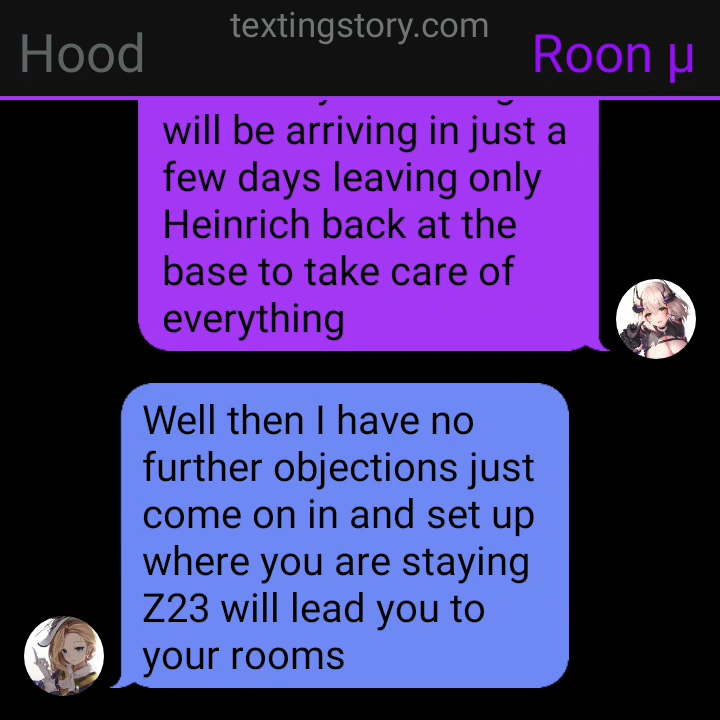 textingstory.com
Hood
Roon µ
will be arriving in just a
few days leaving only
Heinrich back at the
base to take care of
everything
Well then I have no
further objections just
come on in and set up
where you are staying
Z23 will lead you to
your rooms